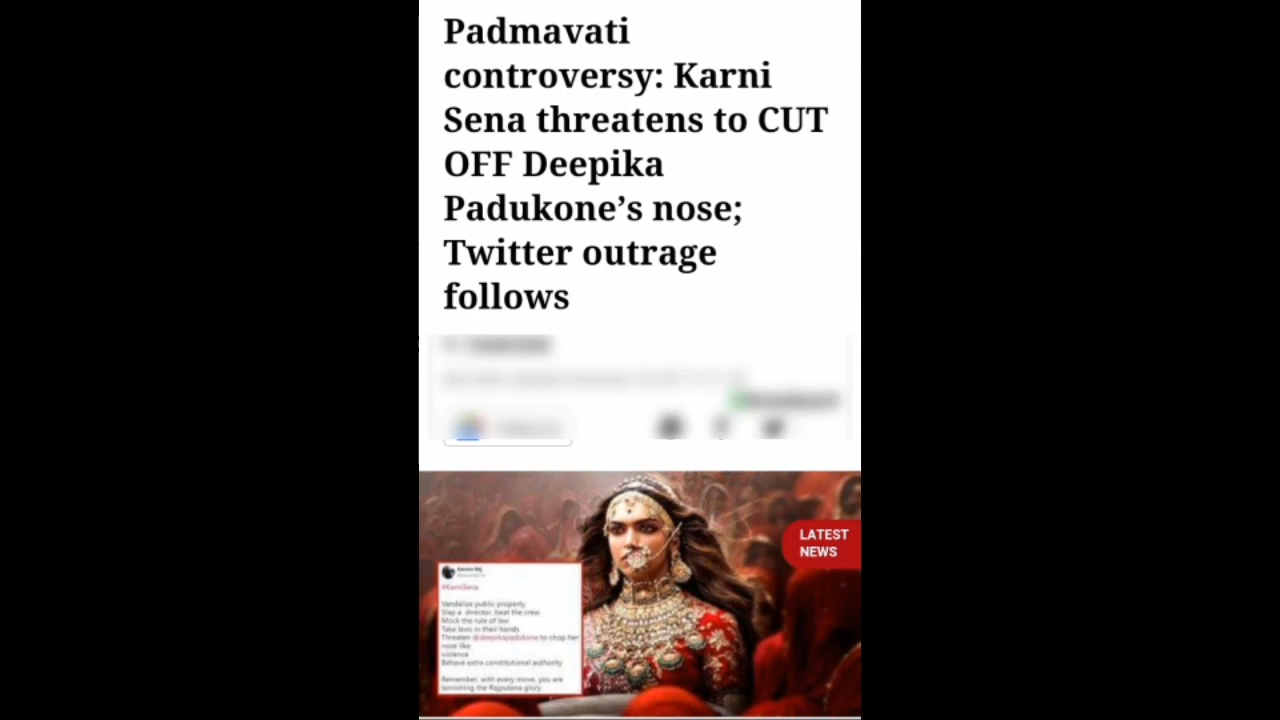 Padmavati
controversy: Karni
Sena threatens to CUT
OFF Deepika
Padukone’s nose;
Twitter outrage
follows
LATEST
NEWS
#KarniSena
Vandalise public property
Slap a director, beat the crew
Mock the rule of law
Take laws in their hands
Threaten @deepikapadukone to chop her
nose like
violence
Behave extra constitutional authority
Remember, with every move, you are
tarnishing the Rajputana glory.